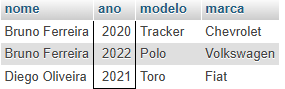 nome ano modelo marca
Bruno Ferreira 2020 Tracker Chevrolet
Bruno Ferreira 2022 Polo Volkswagen
Diego Oliveira 2021 Toro Fiat